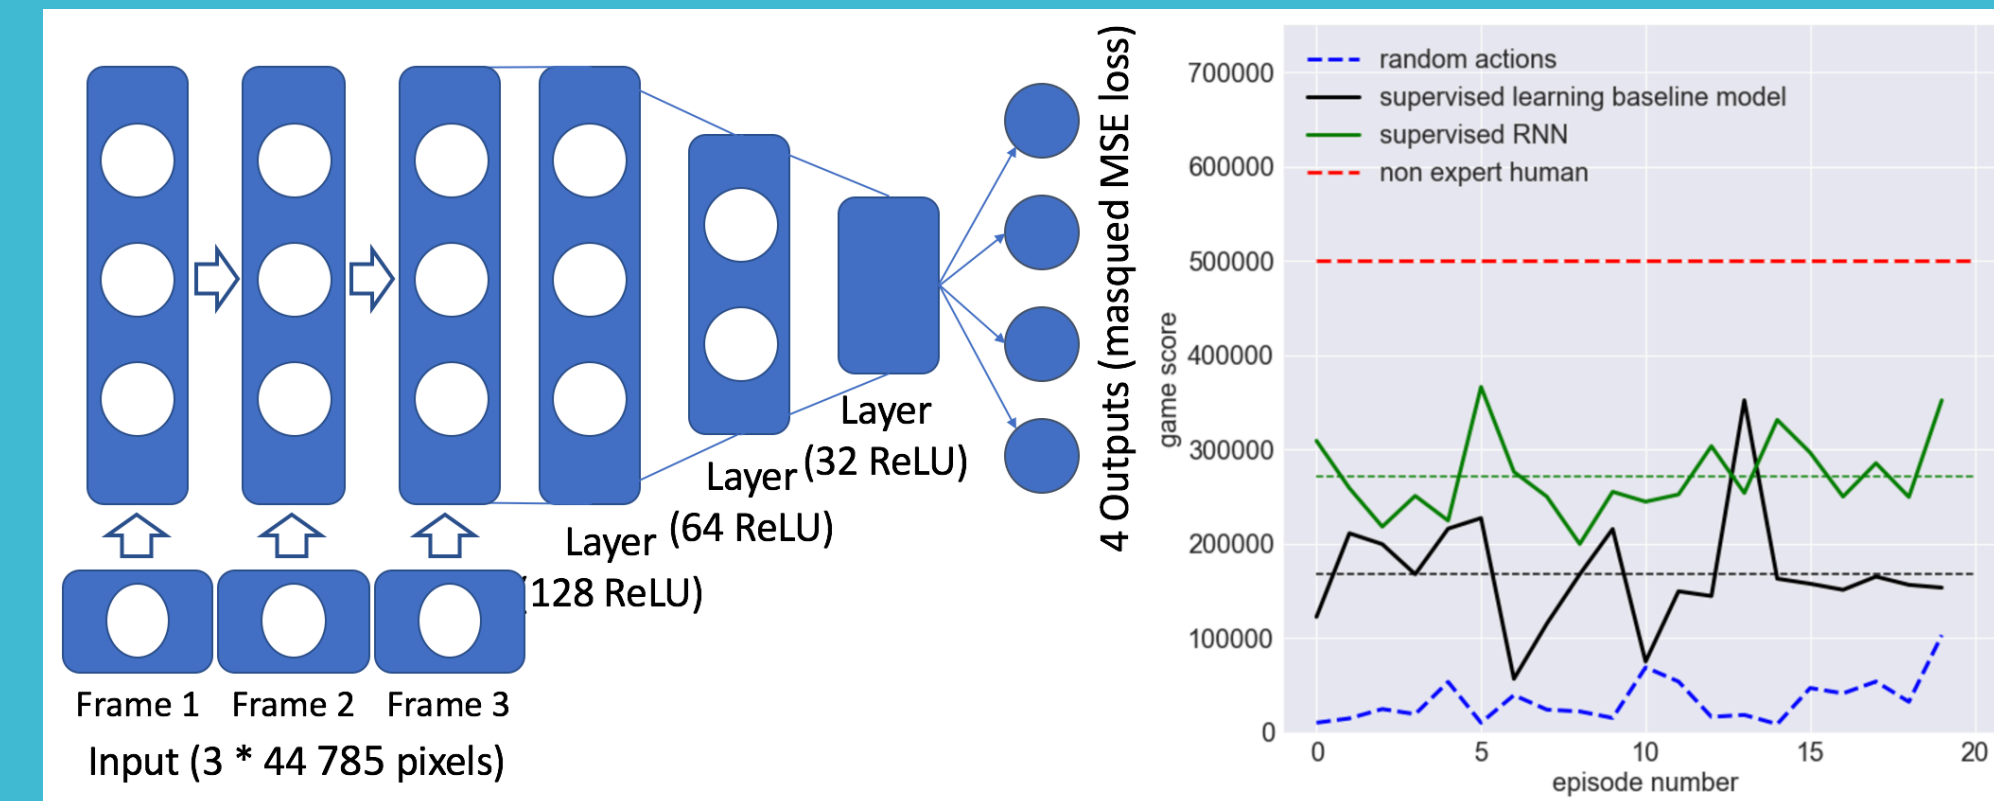 Frame 1
Frame 2
Frame 3
Input (3 * 44 785 pixels)
Layer
(128 ReLU)
Layer
(64 ReLU)
Layer
(32 ReLU)
4 Outputs (masqued MSE loss)
random actions
supervised learning baseline model
supervised RNN
non expert human
game score
700000
600000
500000
400000
300000
200000
100000
0
0
5
10
15
20
episode number